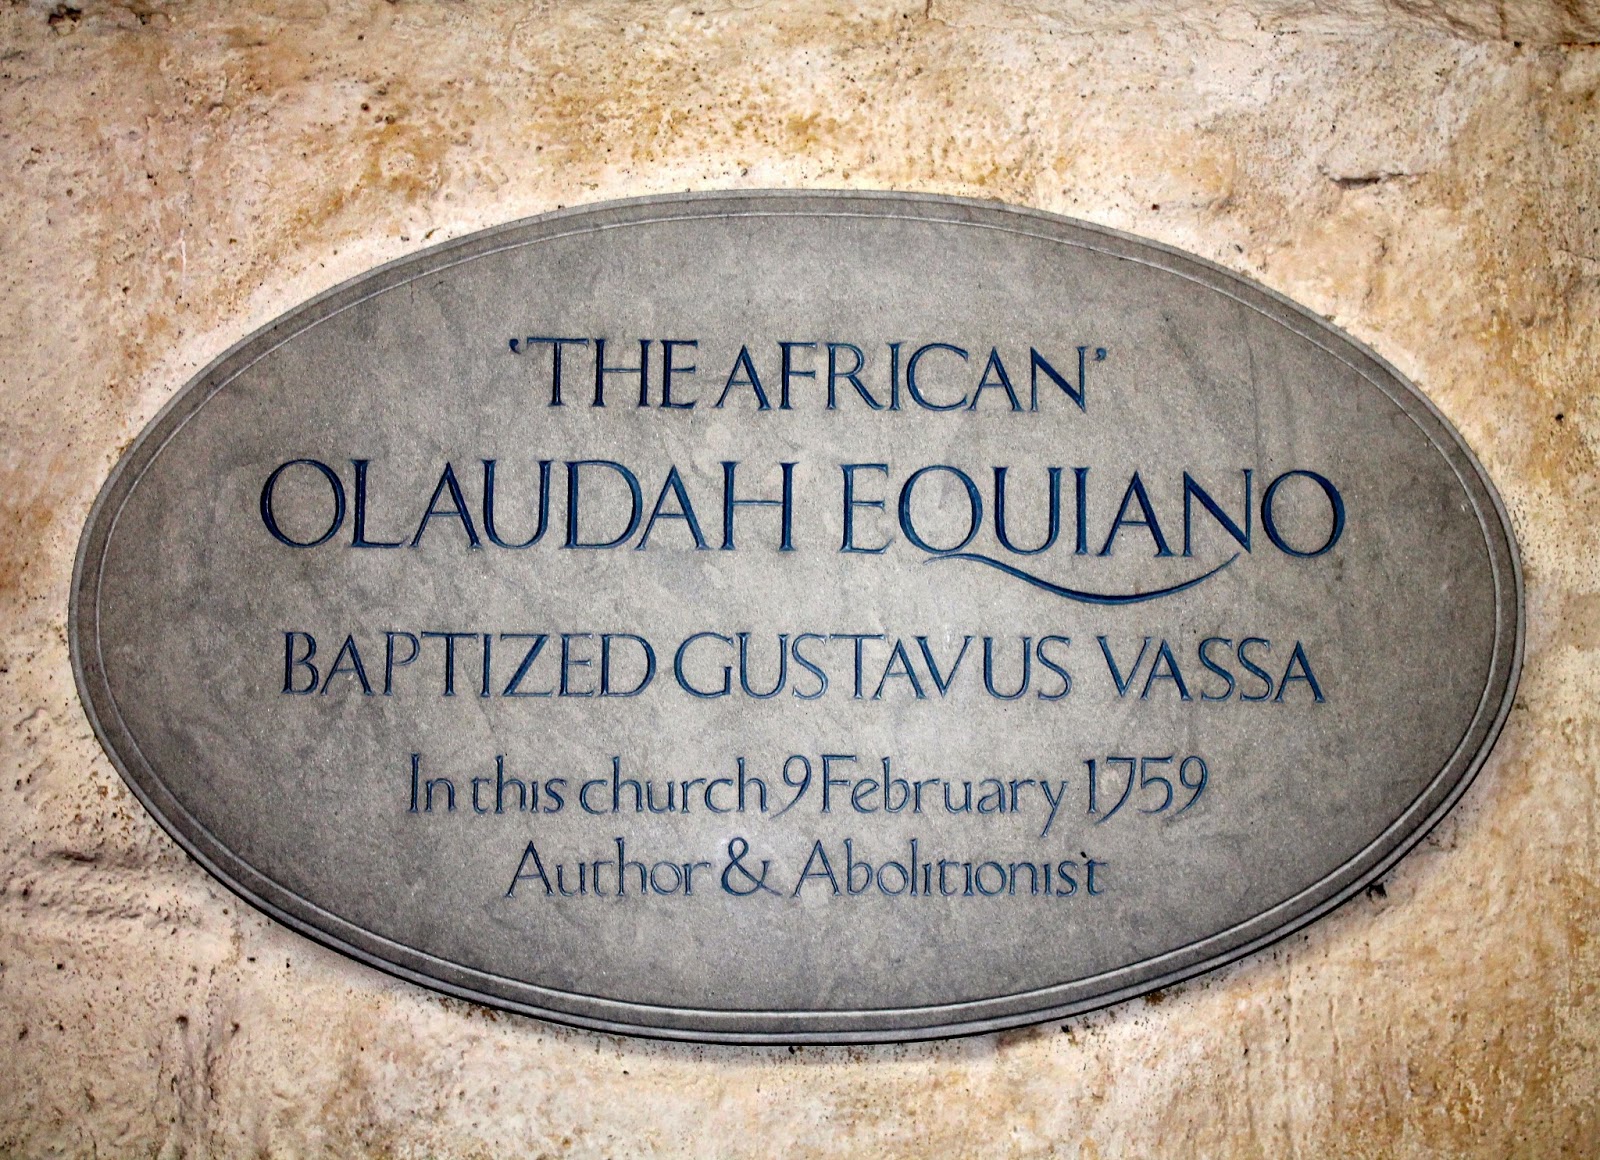 ‘THE AFRICAN’
OLAUDAH EQUIANO
BAPTIZED GUSTAVUS VASSA
In this church 9 February 1759
Author & Abolitionist